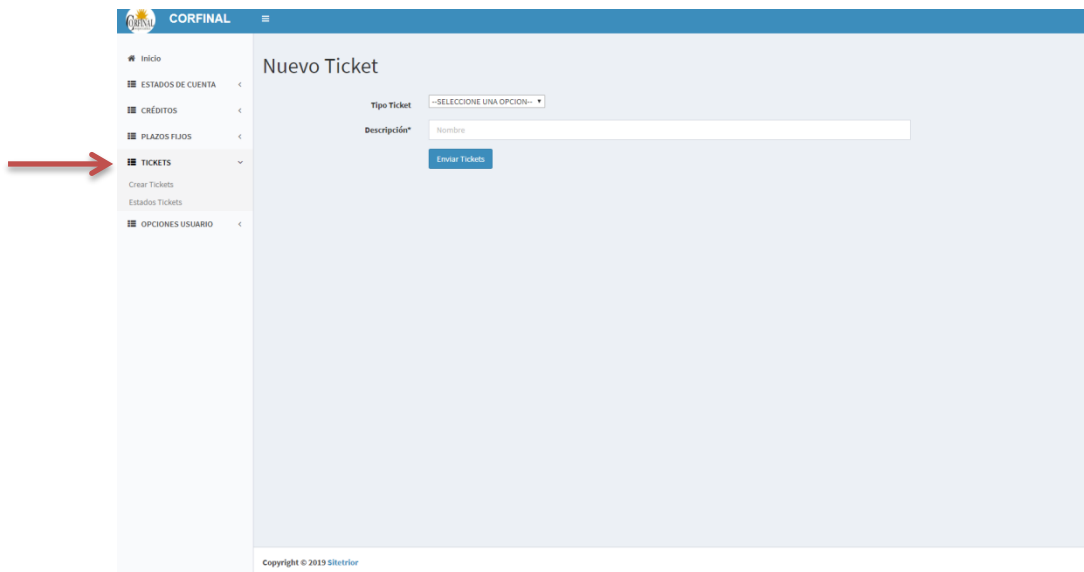 CORFINAL
CORFINAL
Inicio
ESTADOS DE CUENTA
CRÉDITOS
PLAZOS FIJOS
TICKETS
Crear Tickets
Estados Tickets
OPCIONES USUARIO
Nuevo Ticket
Tipo Ticket
--SELECCIONE UNA OPCION--
Descripción*
Nombre
Enviar Tickets
Copyright © 2019 Sitetrior